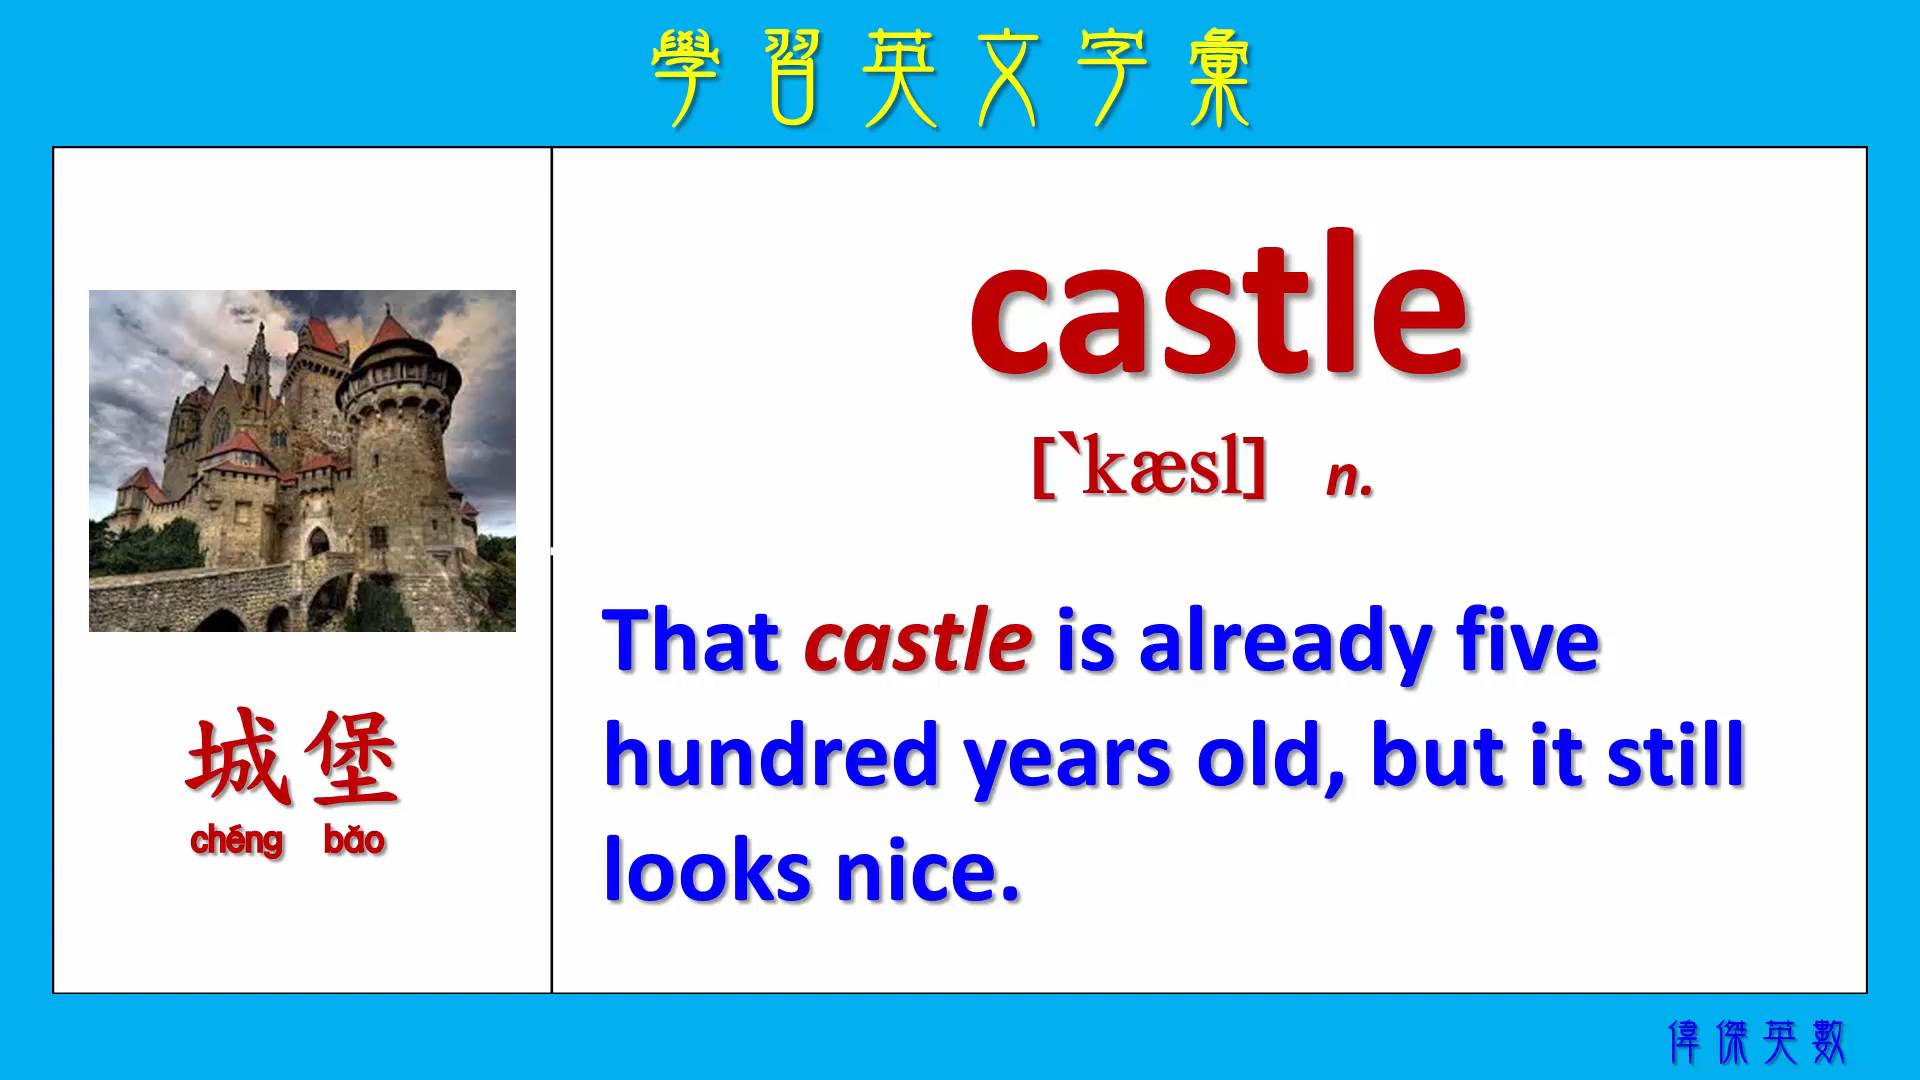 學習英文字彙
castle
[ˋkæsl] n.
That castle is already five
hundred years old, but it still
looks nice.
城堡
chéng bǎo
偉傑英數